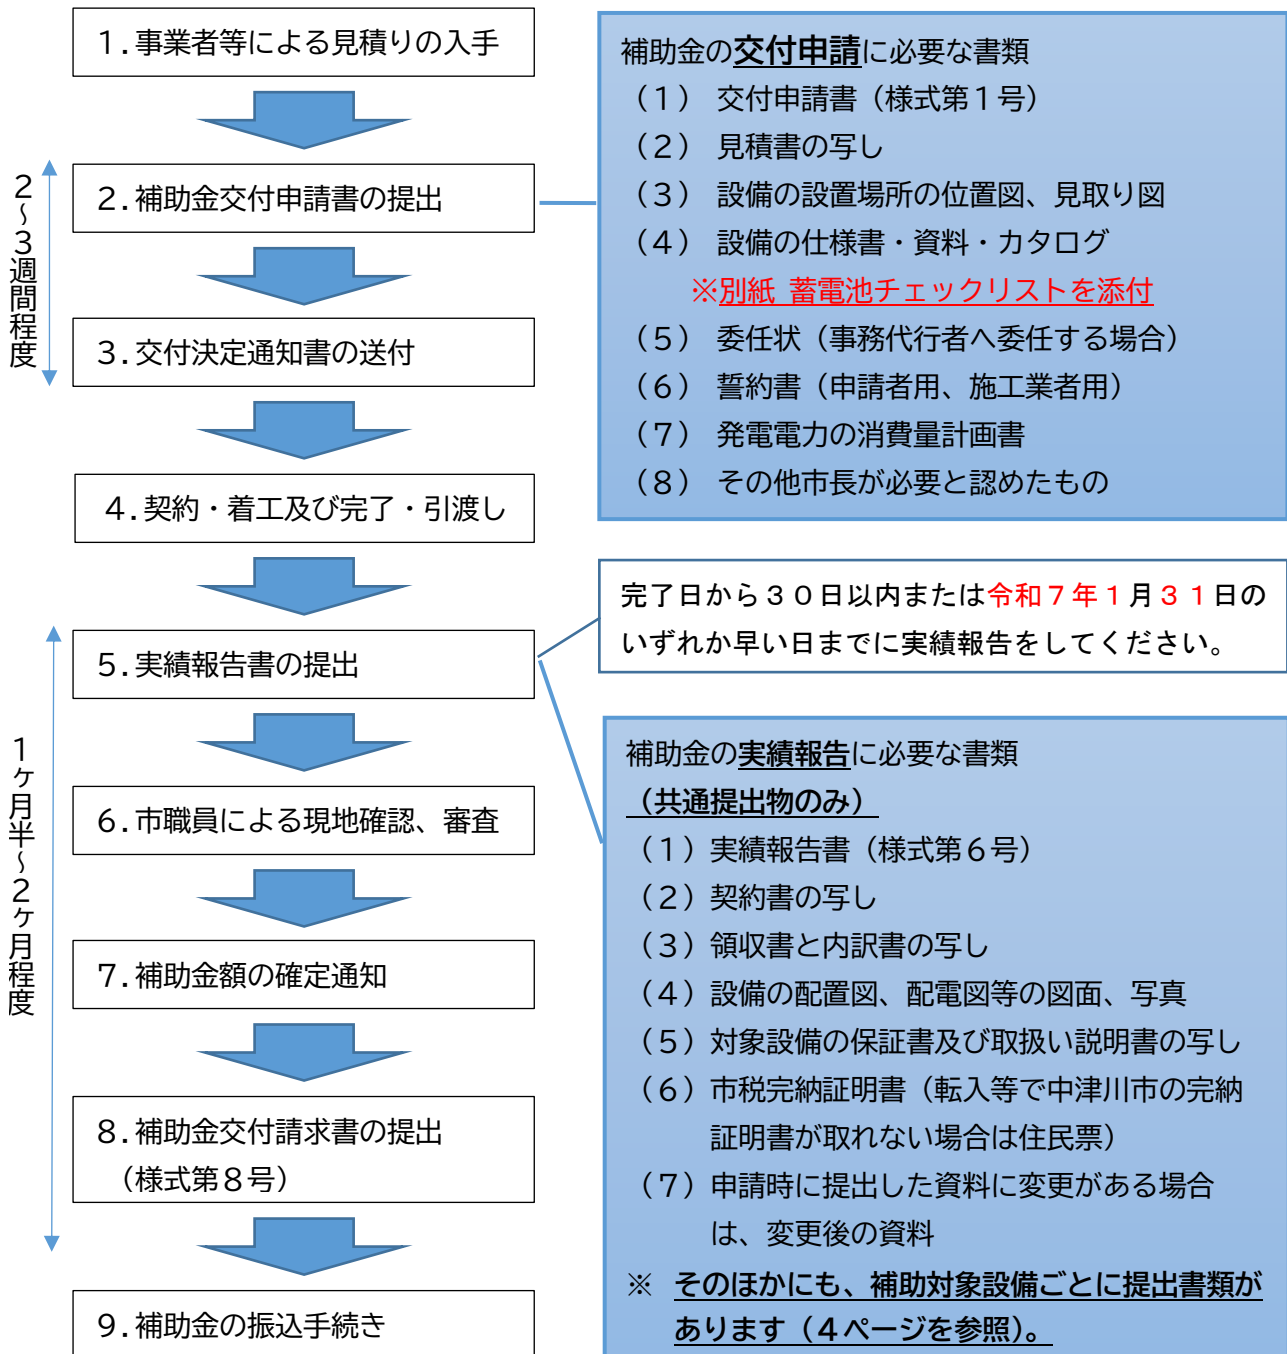 1.事業者等による見積りの入手
2.補助金交付申請書の提出
3.交付決定通知書の送付
2～3週間程度
4.契約・着工及び完了・引渡し
5.実績報告書の提出
6.市職員による現地確認、審査
7.補助金額の確定通知
8.補助金交付請求書の提出
（様式第8号）
9.補助金の振込手続き
1ヶ月半～2ヶ月程度
補助金の交付申請に必要な書類
（1） 交付申請書（様式第1号）
（2） 見積書の写し
（3） 設備の設置場所の位置図、見取り図
（4） 設備の仕様書・資料・カタログ
※別紙 蓄電池チェックリストを添付
（5） 委任状（事務代行者へ委任する場合）
（6） 誓約書（申請者用、施工業者用）
（7） 発電電力の消費量計画書
（8） その他市長が必要と認めたもの
完了日から３０日以内または令和７年１月３１日の
いずれか早い日までに実績報告をしてください。
補助金の実績報告に必要な書類
（共通提出物のみ）
（1）実績報告書（様式第6号）
（2）契約書の写し
（3）領収書と内訳書の写し
（4）設備の配置図、配電図等の図面、写真
（5）対象設備の保証書及び取扱い説明書の写し
（6）市税完納証明書（転入等で中津川市の完納
証明書が取れない場合は住民票）
（7）申請時に提出した資料に変更がある場合
は、変更後の資料
※ そのほかにも、補助対象設備ごとに提出書類が
あります（4ページを参照）。